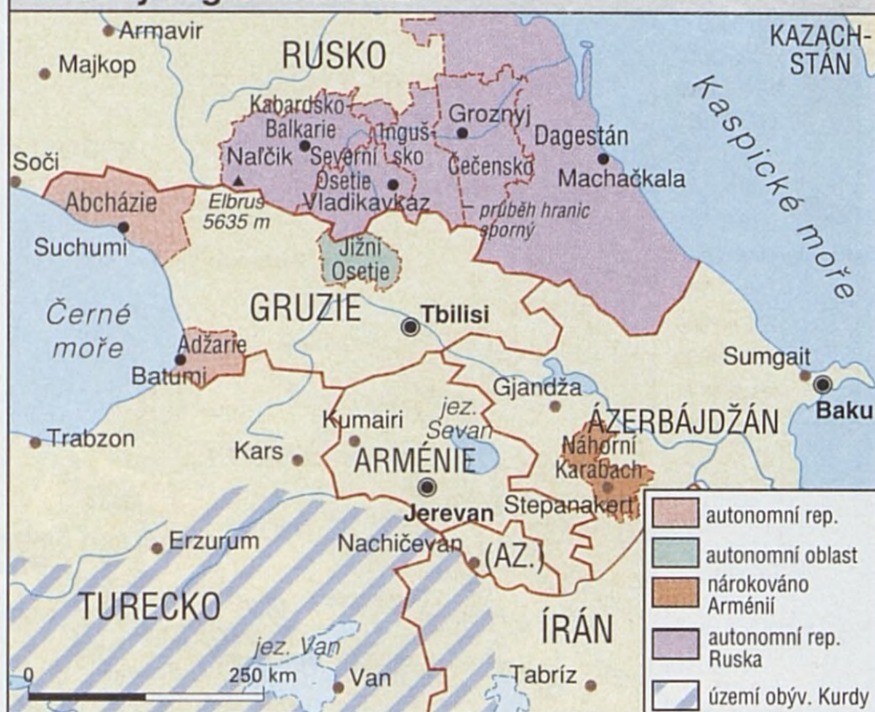 Armavir
Majkop
RUSKO
KAZACH-
STÁN
Kaspické moře
Kabardsko-
Balkarie
Naľčik
Severní
Osetie
Vladikavkaz
Inguš-
sko
Groznyj
Čečensko
Dagestán
Machačkala
průběh hranic
sporný
Soči
Abcházie
Suchumi
Elbrus
5635 m
Jižní
Osetie
GRUZIE
Tbilisi
Černé
moře
Adžarie
Batumi
Sumgait
Baku
Gjandža
ÁZERBÁJDŽÁN
Trabzon
Kars
Kumairi
jez.
Sevan
ARMÉNIE
Jerevan
Náhorní
Karabach
Stepanakert
Nachičevan
(AZ.)
Erzurum
TURECKO
ÍRÁN
jez. Van
Van
Tabríz
0
250 km
autonomní rep.
autonomní oblast
nárokováno
Arménií
autonomní rep.
Ruska
území obýv. Kurdy